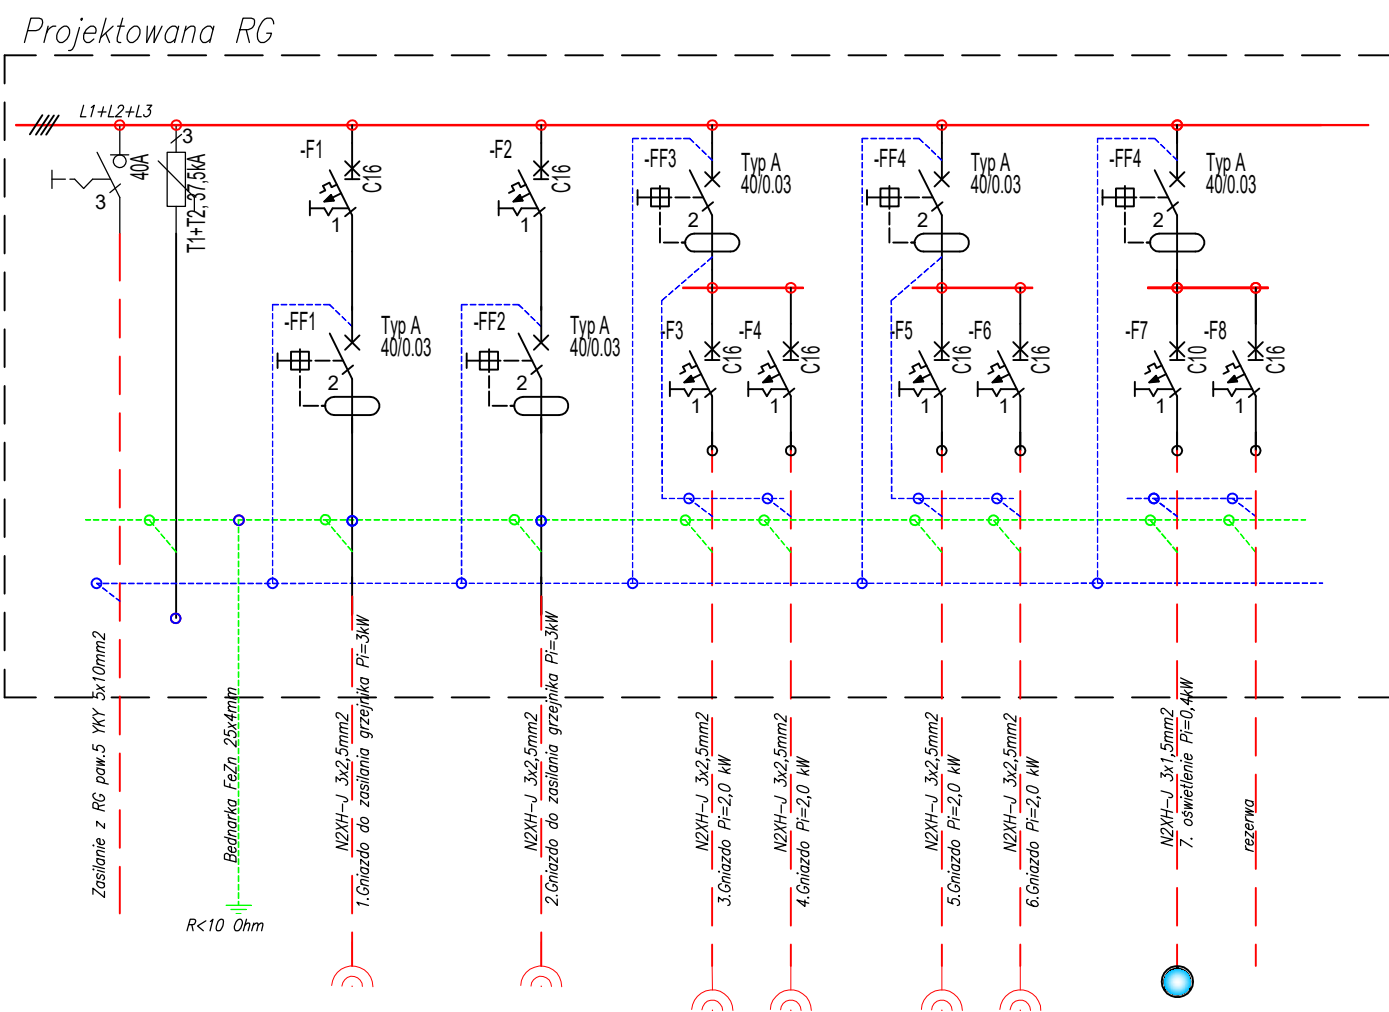 Projektowana RG
L1+L2+L3
3
40A
3
T1+T2, 37,5kA
-F1
C16
1
-F2
C16
1
-FF3
Typ A
40/0.03
2
-FF4
Typ A
40/0.03
2
-FF4
Typ A
40/0.03
2
-FF1
Typ A
40/0.03
2
-FF2
Typ A
40/0.03
2
-F3
C16
1
-F4
C16
1
-F5
C16
1
-F6
C16
1
-F7
C10
1
-F8
C16
1
Zasilanie z RG paw.5 YKY 5x10mm2
Bednarka FeZn 25x4mm
R<10 Ohm
N2XH-J 3x2,5mm2
1.Gniazdo do zasilania grzejnika Pi=3kW
N2XH-J 3x2,5mm2
2.Gniazdo do zasilania grzejnika Pi=3kW
N2XH-J 3x2,5mm2
3.Gniazdo Pi=2,0 kW
N2XH-J 3x2,5mm2
4.Gniazdo Pi=2,0 kW
N2XH-J 3x2,5mm2
5.Gniazdo Pi=2,0 kW
N2XH-J 3x2,5mm2
6.Gniazdo Pi=2,0 kW
N2XH-J 3x1,5mm2
7. oświetlenie Pi=0,4kW
rezerwa